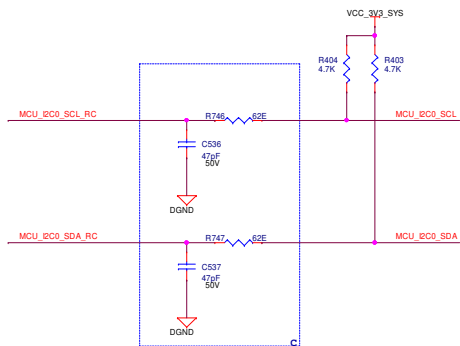 VCC_3V3_SYS
R404
4.7K
R403
4.7K
MCU_I2C0_SCL_RC
R746
62E
MCU_I2C0_SCL
C536
47pF
50V
DGND
MCU_I2C0_SDA_RC
R747
62E
MCU_I2C0_SDA
C537
47pF
50V
DGND
C